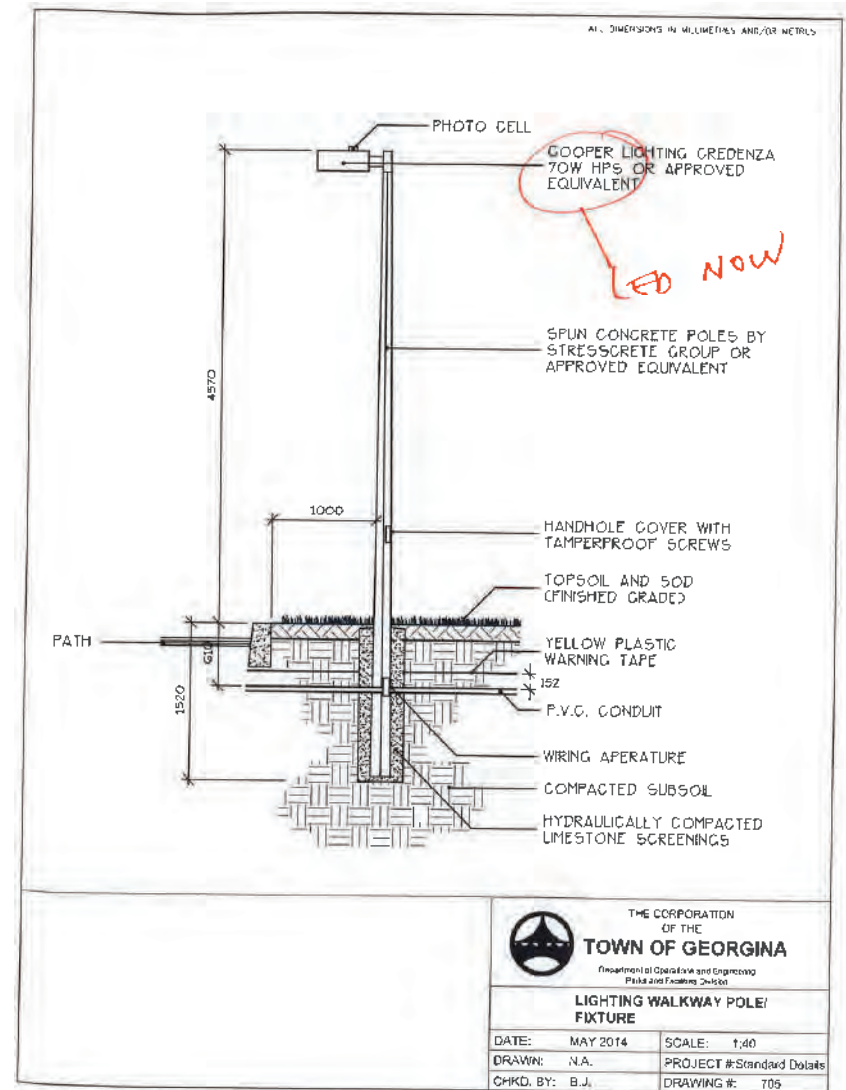 ALL DIMENSIONS IN MILLIMETRES AND/OR METRES
PHOTO CELL
COOPER LIGHTING CREDENZA
70W HPS OR APPROVED
EQUIVALENT
LED NOW
SPUN CONCRETE POLES BY
STRESSCRETE GROUP OR
APPROVED EQUIVALENT
4570
1000
HANDHOLE COVER WITH
TAMPERPROOF SCREWS
TOPSOIL AND SOD
(FINISHED GRADE)
PATH
610
YELLOW PLASTIC
WARNING TAPE
152
1520
P.V.C. CONDUIT
WIRING APERATURE
COMPACTED SUBSOIL
HYDRAULICALLY COMPACTED
LIMESTONE SCREENINGS
THE CORPORATION
OF THE
TOWN OF GEORGINA
Department of Operations and Engineering
Parks and Facilities Division
LIGHTING WALKWAY POLE/
FIXTURE
DATE: MAY 2014 SCALE: 1:40
DRAWN: N.A. PROJECT #:Standard Details
CHKD. BY: B.J. DRAWING #: 705